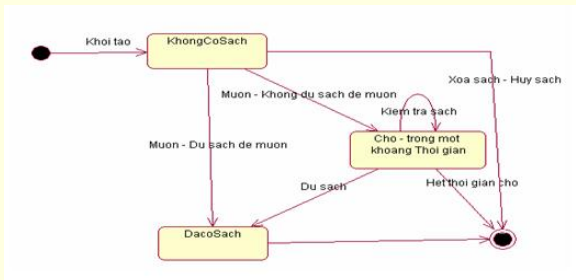 Khoi tao
KhongCoSach
Xoa sach - Huy sach
Muon - Khong du sach de muon
Kiem tra sach
Muon - Du sach de muon
Cho - trong mot
khoang Thoi gian
Du sach
Het thoi gian cho
DacoSach